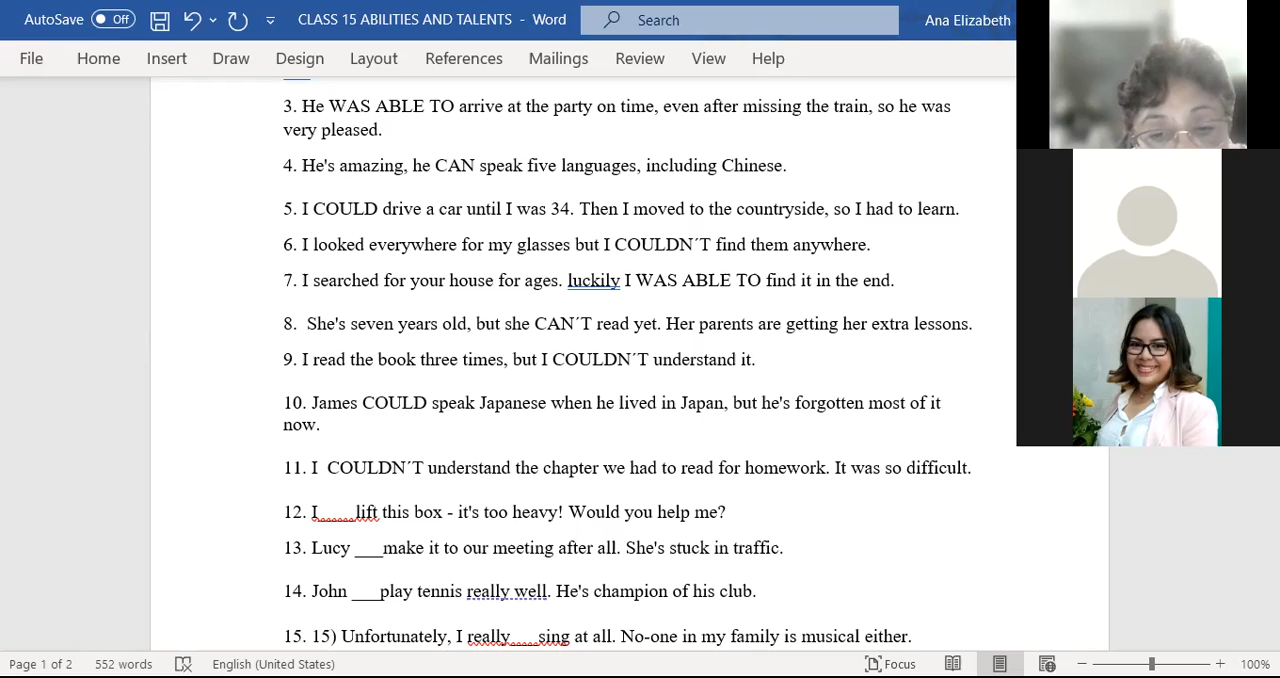 AutoSave Off CLASS 15 ABILITIES AND TALENTS - Word Search Ana Elizabeth
File Home Insert Draw Design Layout References Mailings Review View Help
3. He WAS ABLE TO arrive at the party on time, even after missing the train, so he was
very pleased.
4. He's amazing, he CAN speak five languages, including Chinese.
5. I COULD drive a car until I was 34. Then I moved to the countryside, so I had to learn.
6. I looked everywhere for my glasses but I COULDN´T find them anywhere.
7. I searched for your house for ages. luckily I WAS ABLE TO find it in the end.
8. She's seven years old, but she CAN´T read yet. Her parents are getting her extra lessons.
9. I read the book three times, but I COULDN´T understand it.
10. James COULD speak Japanese when he lived in Japan, but he's forgotten most of it
now.
11. I COULDN´T understand the chapter we had to read for homework. It was so difficult.
12. I____lift this box - it's too heavy! Would you help me?
13. Lucy ___make it to our meeting after all. She's stuck in traffic.
14. John ___play tennis really well. He's champion of his club.
15. 15) Unfortunately, I really___sing at all. No-one in my family is musical either.
Page 1 of 2 552 words English (United States) Focus 100%